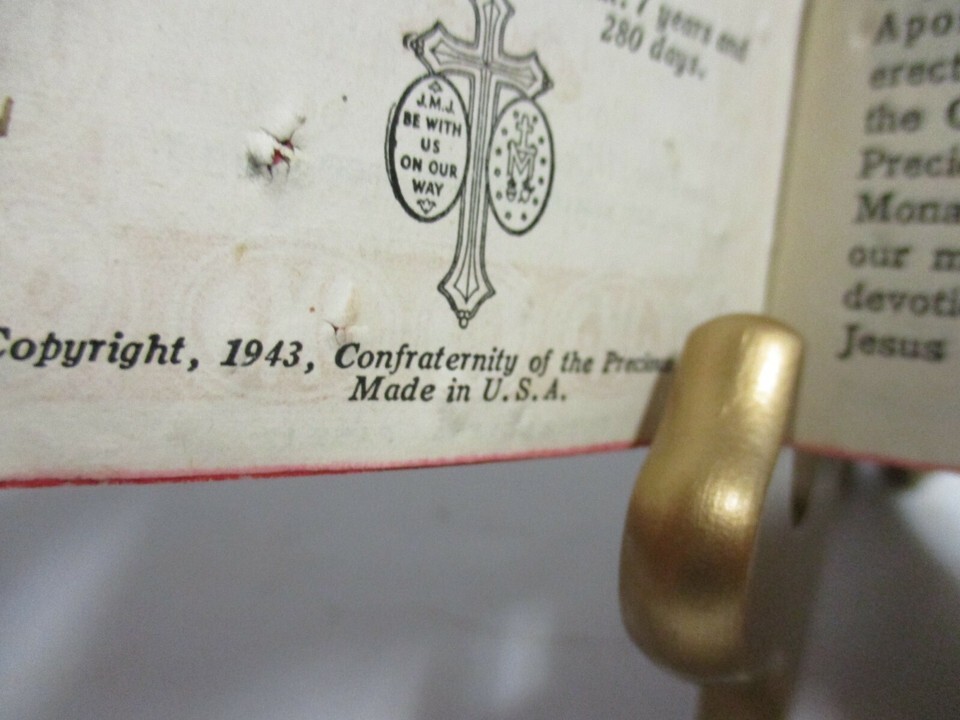 7 years and
280 days.
J.M.J.
BE WITH
US
ON OUR
WAY
M
Copyright, 1943, Confraternity of the Precious
Made in U.S.A.
Apo
erect
the C
Preci
Mona
our m
devoti
Jesus